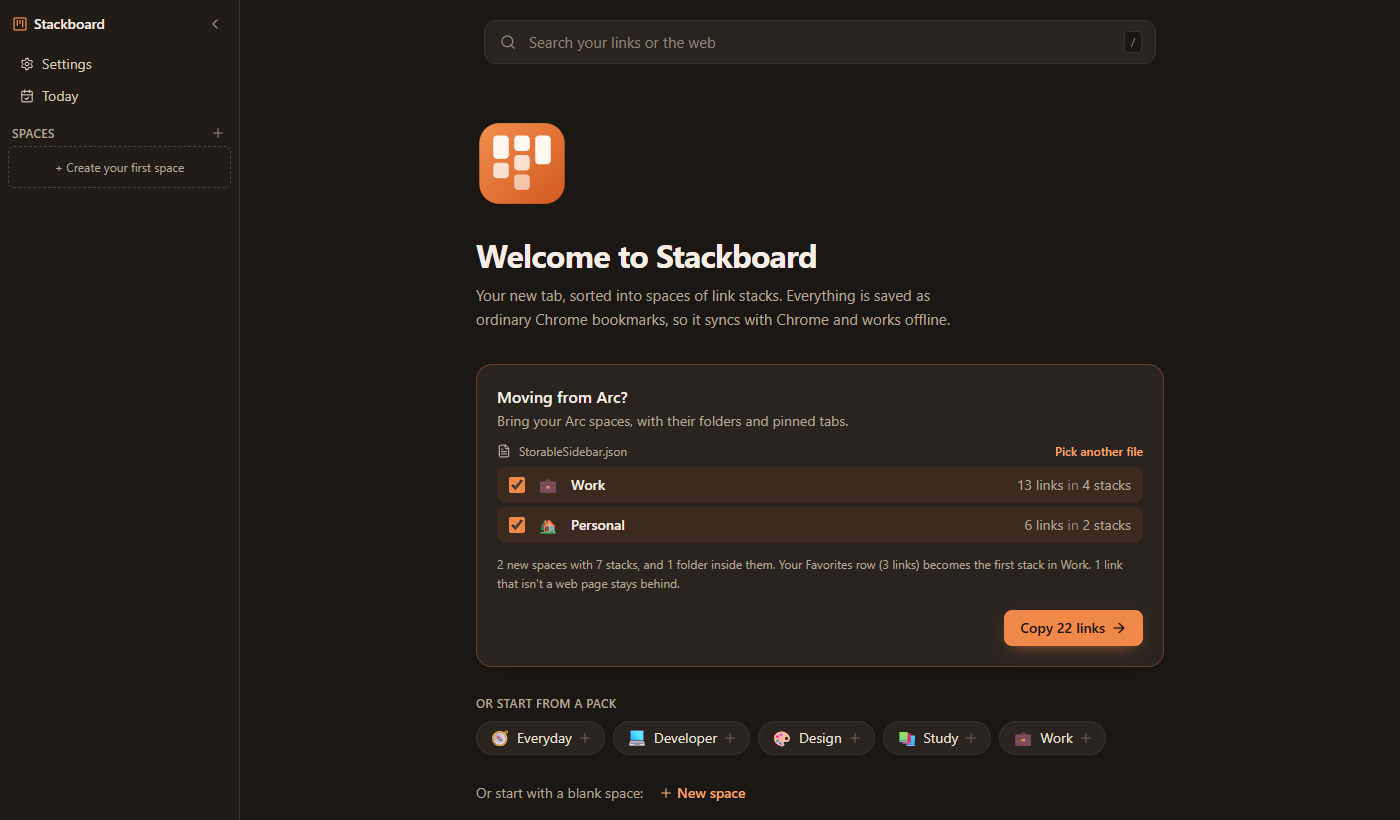 Stackboard
Settings
Today
SPACES
+ Create your first space
Search your links or the web
/
Welcome to Stackboard
Your new tab, sorted into spaces of link stacks. Everything is saved as
ordinary Chrome bookmarks, so it syncs with Chrome and works offline.
Moving from Arc?
Bring your Arc spaces, with their folders and pinned tabs.
StorableSidebar.json
Pick another file
Work
13 links in 4 stacks
Personal
6 links in 2 stacks
2 new spaces with 7 stacks, and 1 folder inside them. Your Favorites row (3 links) becomes the first stack in Work. 1 link
that isn't a web page stays behind.
Copy 22 links →
OR START FROM A PACK
Everyday +
Developer +
Design +
Study +
Work +
Or start with a blank space:
+ New space